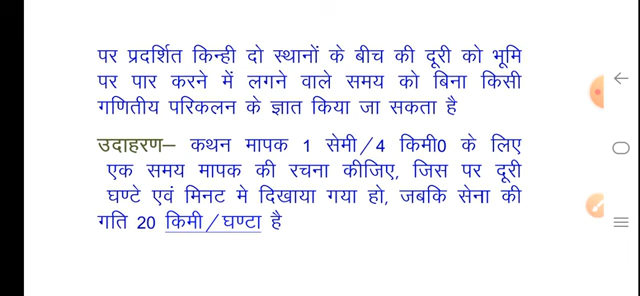 पर प्रदर्शित किन्ही दो स्थानों के बीच की दूरी को भूमि
पर पार करने में लगने वाले समय को बिना किसी
गणितीय परिकलन के ज्ञात किया जा सकता है
उदाहरण– कथन मापक 1 सेमी/4 किमी0 के लिए
एक समय मापक की रचना कीजिए, जिस पर दूरी
घण्टे एवं मिनट मे दिखाया गया हो, जबकि सेना की
गति 20 किमी/घण्टा है